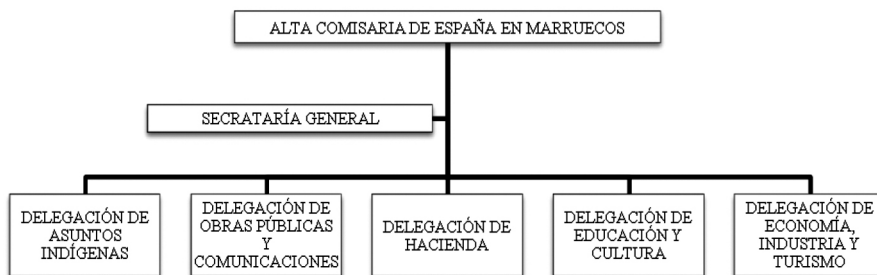 ALTA COMISARIA DE ESPAÑA EN MARRUECOS
SECRATARÍA GENERAL
DELEGACIÓN DE
ASUNTOS
INDÍGENAS
DELEGACIÓN DE
OBRAS PÚBLICAS
Y
COMUNICACIONES
DELEGACIÓN DE
HACIENDA
DELEGACIÓN DE
EDUCACIÓN Y
CULTURA
DELEGACIÓN DE
ECONOMÍA,
INDUSTRIA Y
TURISMO